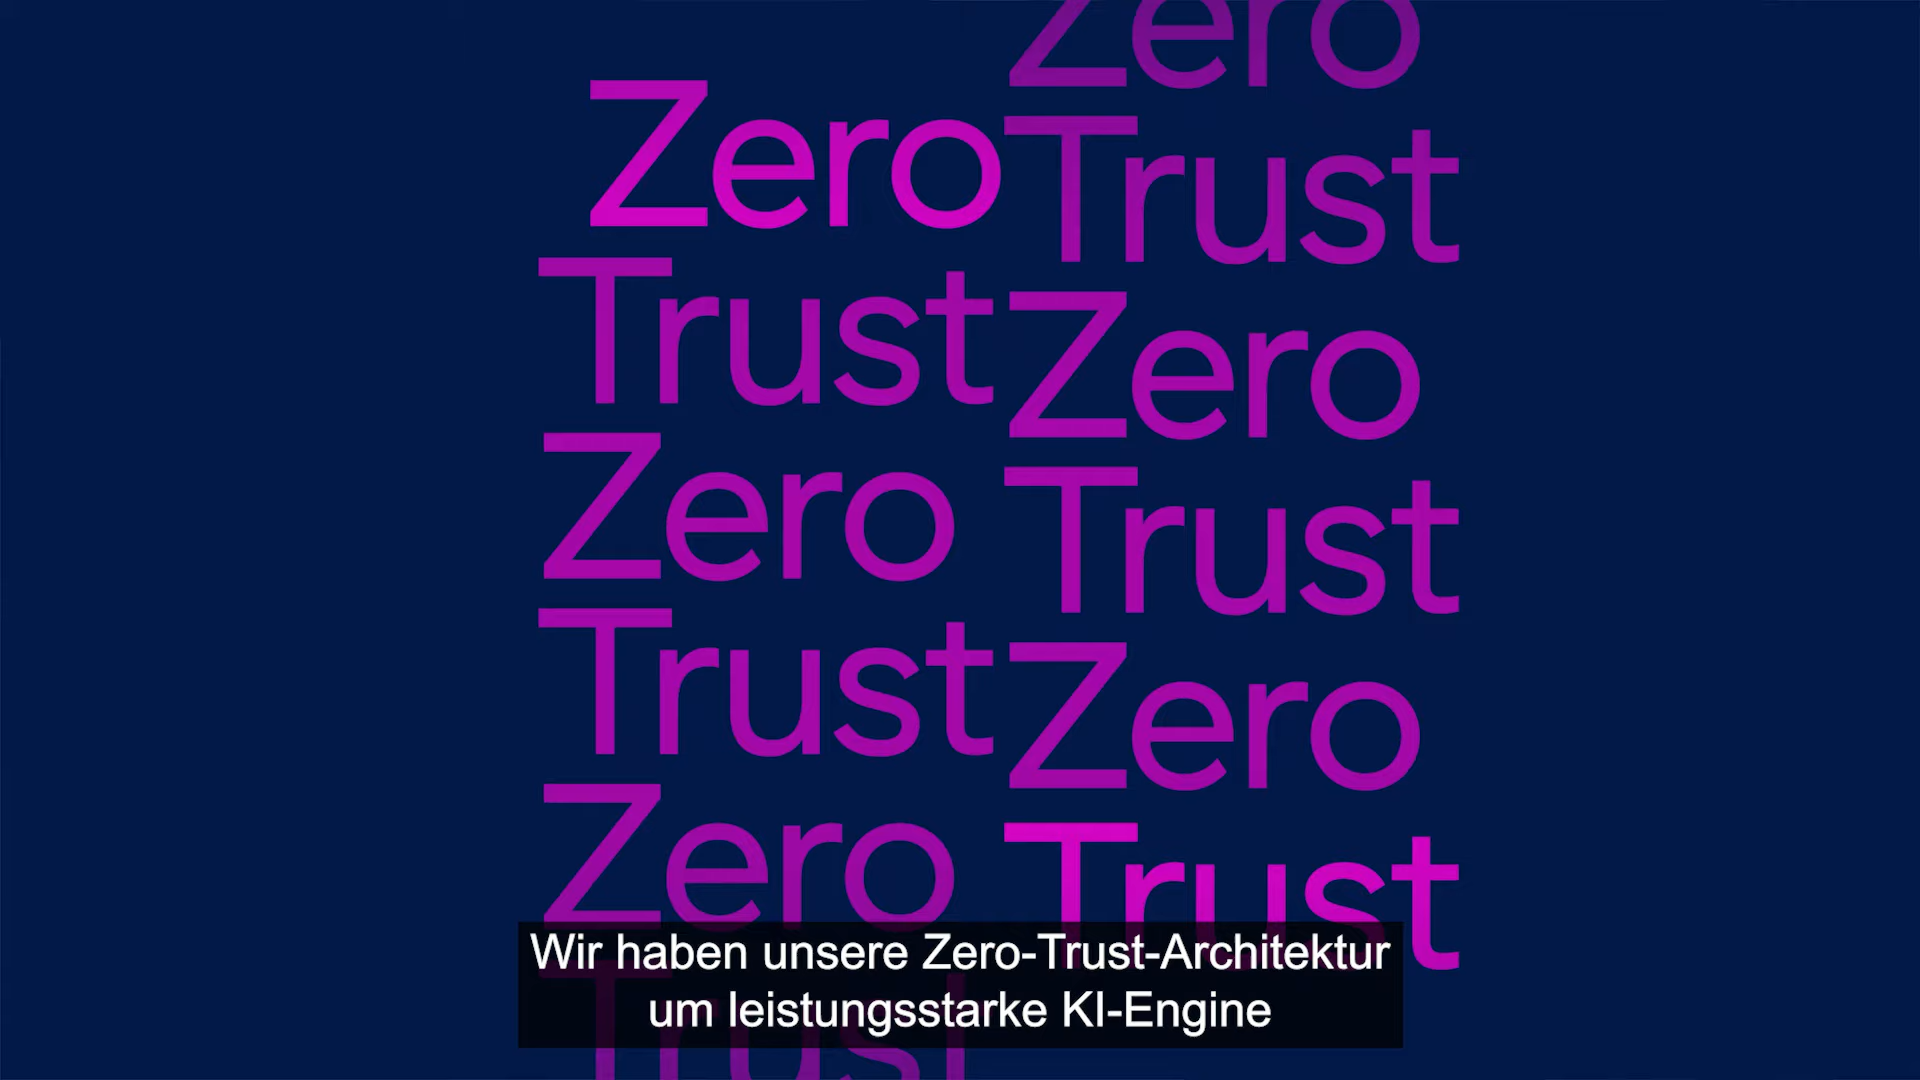 Zero
Trust
Zero
Trust
Zero
Trust
Zero
Trust
Zero
Trust
Zero
Trust
Wir haben unsere Zero-Trust-Architektur
um leistungsstarke KI-Engine